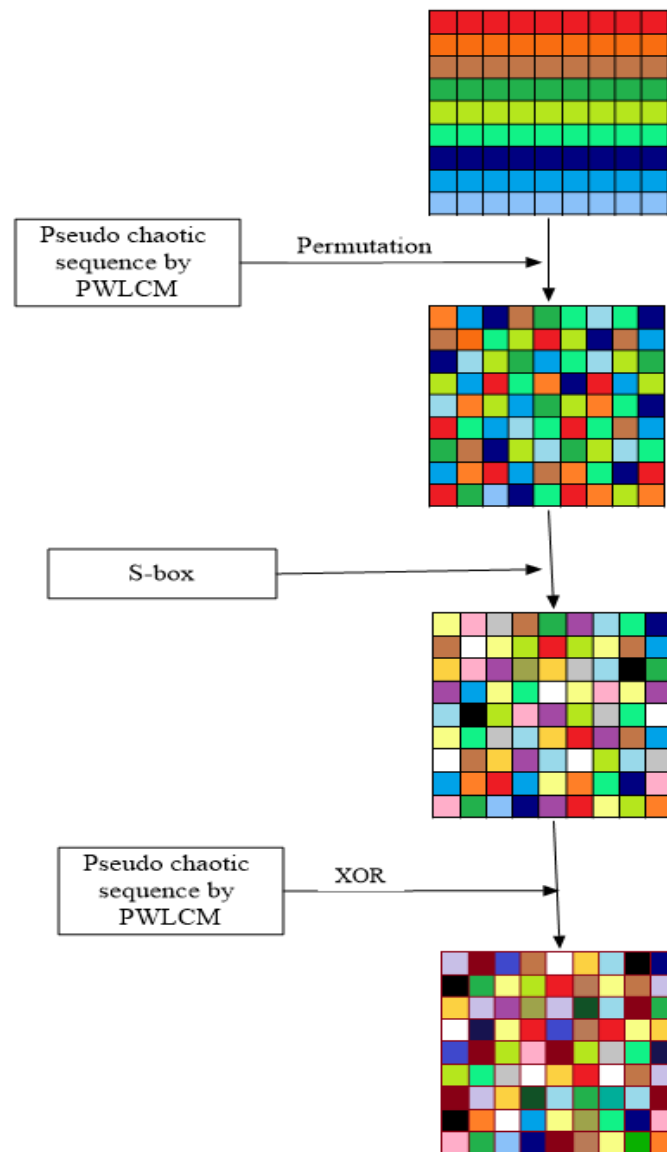 Pseudo chaotic
sequence by
PWLCM
Permutation
S-box
Pseudo chaotic
sequence by
PWLCM
XOR